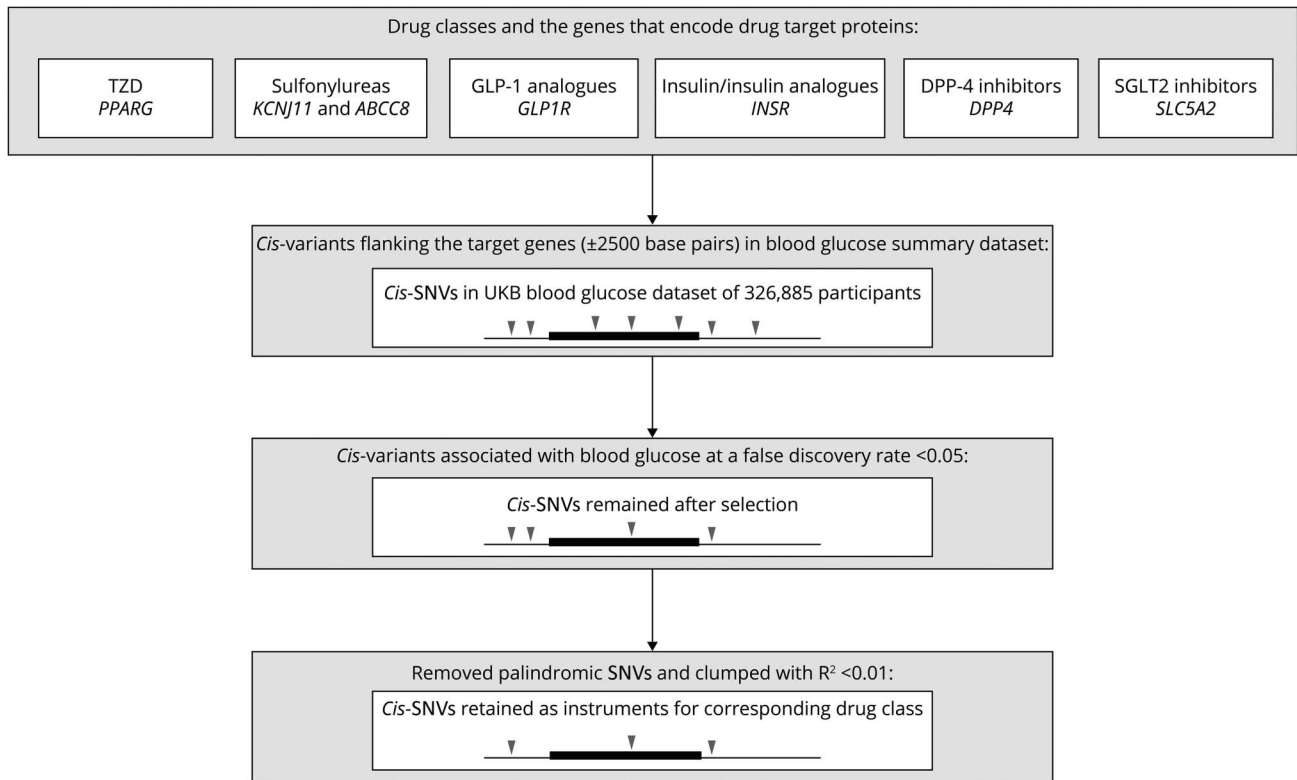 Drug classes and the genes that encode drug target proteins:
TZD
PPARG
Sulfonylureas
KCNJ11 and ABCC8
GLP-1 analogues
GLP1R
Insulin/insulin analogues
INSR
DPP-4 inhibitors
DPP4
SGLT2 inhibitors
SLC5A2
Cis-variants flanking the target genes (±2500 base pairs) in blood glucose summary dataset:
Cis-SNVs in UKB blood glucose dataset of 326,885 participants
Cis-variants associated with blood glucose at a false discovery rate <0.05:
Cis-SNVs remained after selection
Removed palindromic SNVs and clumped with R² <0.01:
Cis-SNVs retained as instruments for corresponding drug class